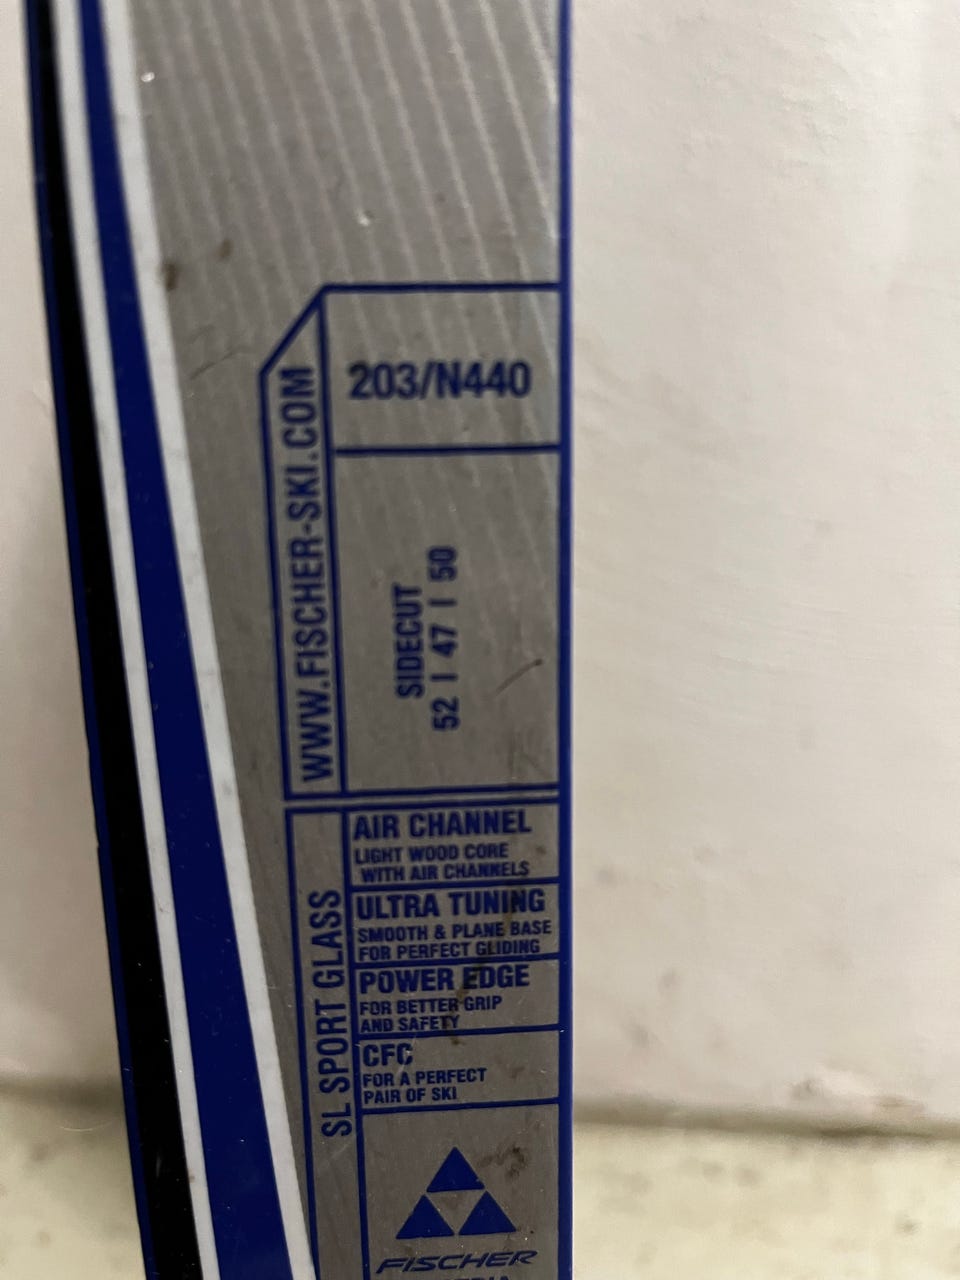 203/N440
WWW.FISCHER-SKI.COM
SIDECUT
52 | 47 | 50
SL SPORT GLASS
AIR CHANNEL
LIGHT WOOD CORE
WITH AIR CHANNELS
ULTRA TUNING
SMOOTH & PLANE BASE
FOR PERFECT GLIDING
POWER EDGE
FOR BETTER GRIP
AND SAFETY
CFC
FOR A PERFECT
PAIR OF SKI
FISCHER